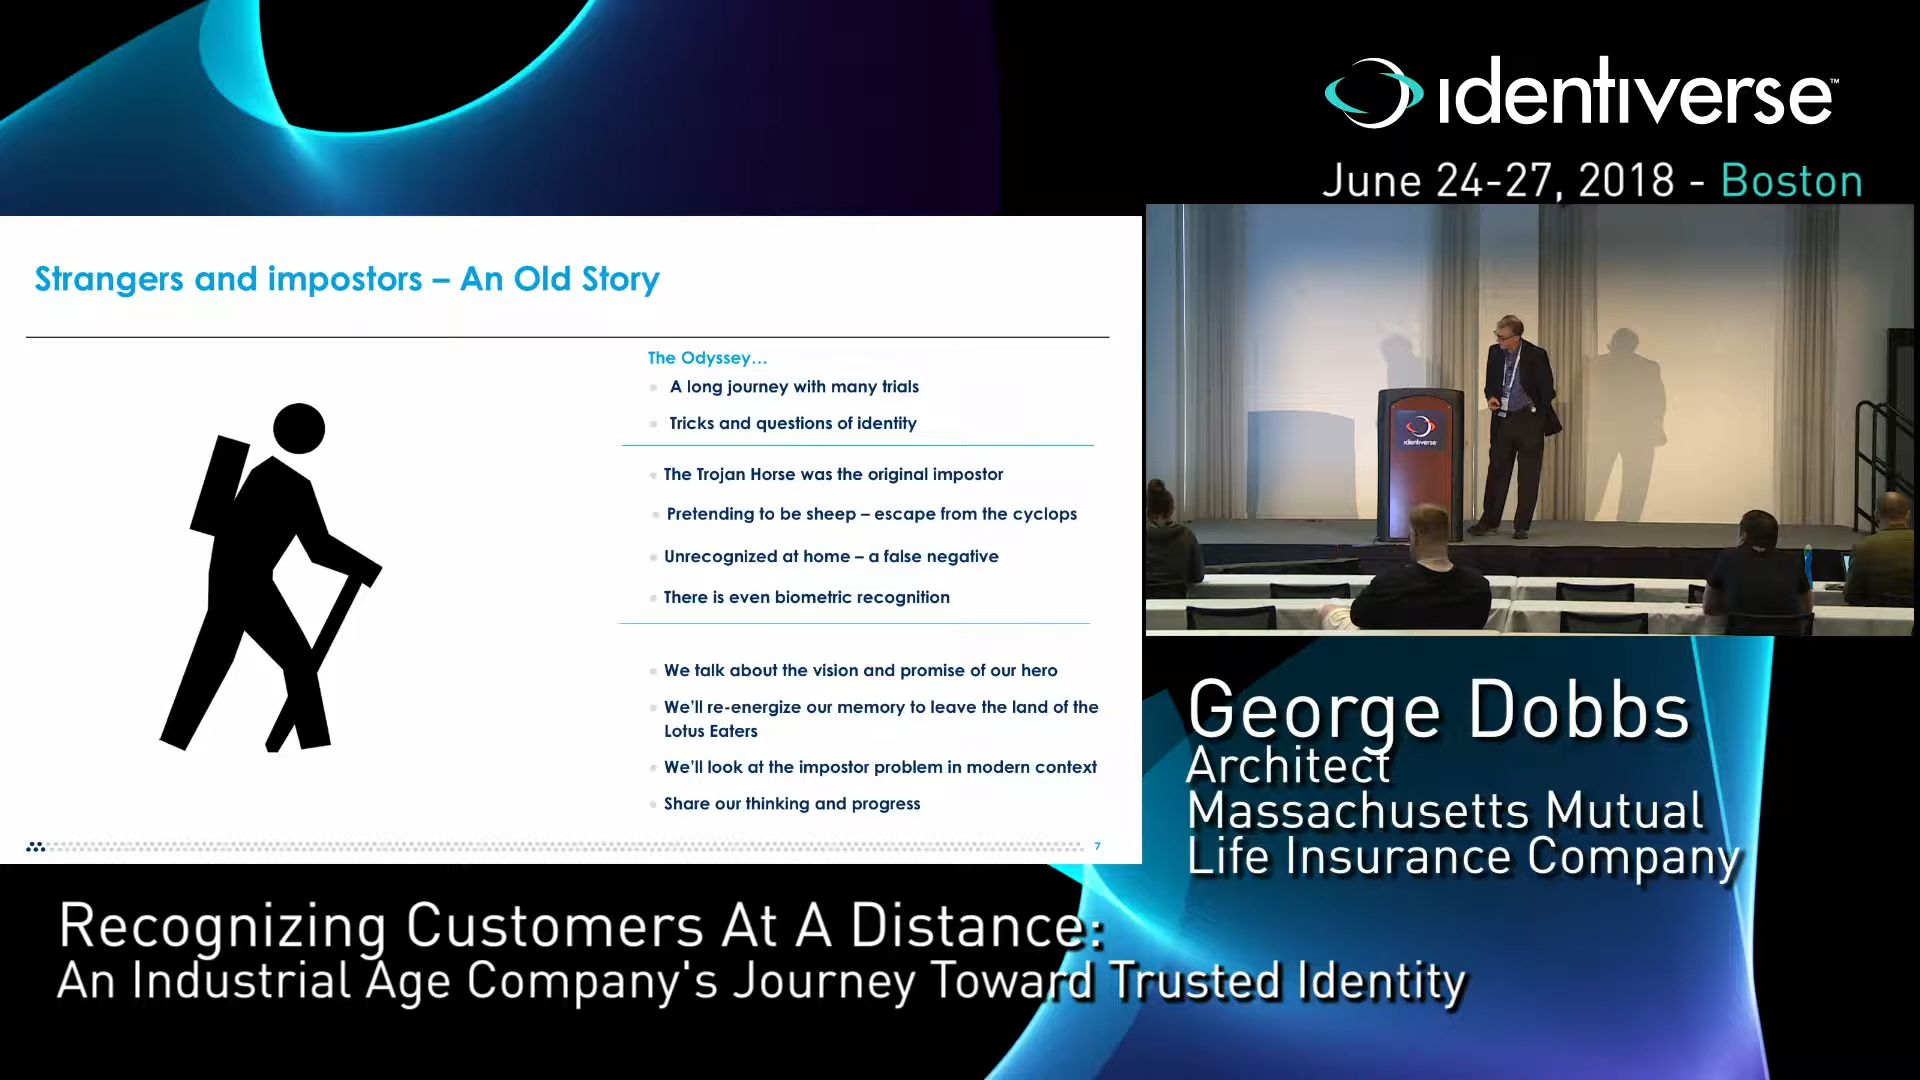 identiverse™
June 24-27, 2018 - Boston
Strangers and impostors – An Old Story
The Odyssey…
A long journey with many trials
Tricks and questions of identity
The Trojan Horse was the original impostor
Pretending to be sheep – escape from the cyclops
Unrecognized at home – a false negative
There is even biometric recognition
We talk about the vision and promise of our hero
We'll re-energize our memory to leave the land of the
Lotus Eaters
We'll look at the impostor problem in modern context
Share our thinking and progress
7
identiverse
George Dobbs
Architect
Massachusetts Mutual
Life Insurance Company
Recognizing Customers At A Distance:
An Industrial Age Company's Journey Toward Trusted Identity